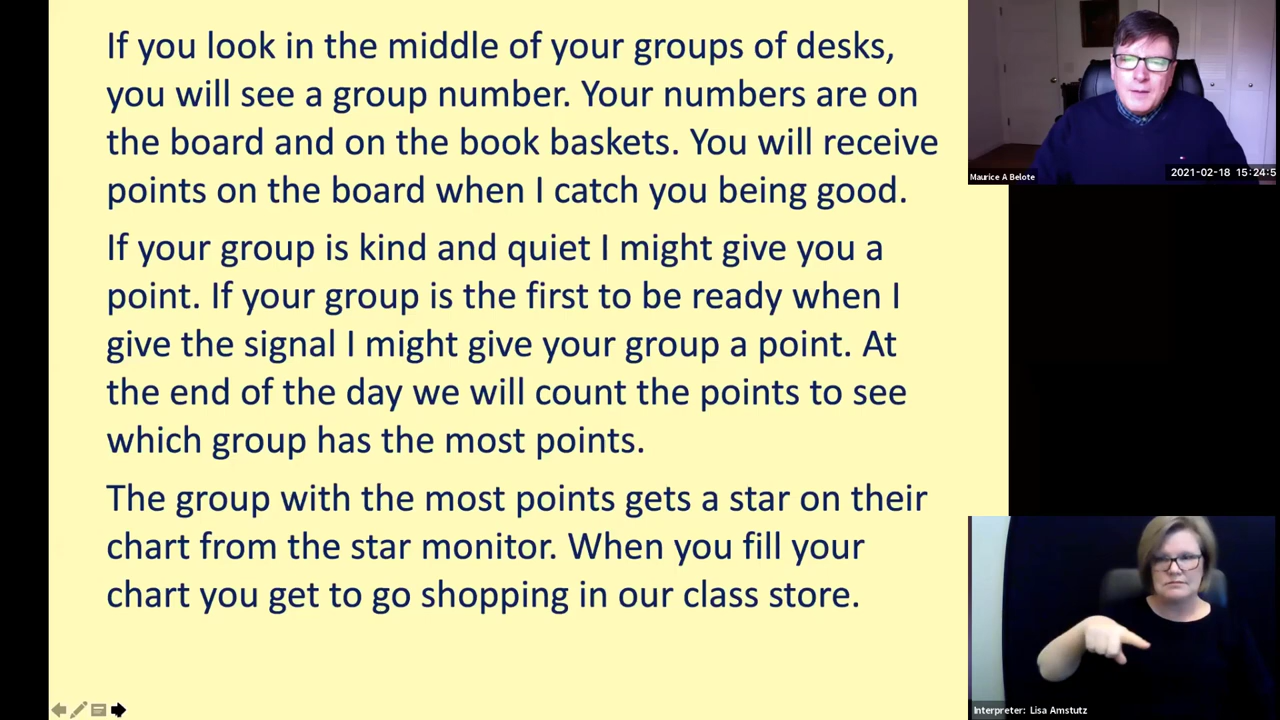 If you look in the middle of your groups of desks,
you will see a group number. Your numbers are on
the board and on the book baskets. You will receive
points on the board when I catch you being good.
If your group is kind and quiet I might give you a
point. If your group is the first to be ready when I
give the signal I might give your group a point. At
the end of the day we will count the points to see
which group has the most points.
The group with the most points gets a star on their
chart from the star monitor. When you fill your
chart you get to go shopping in our class store.
Maurice A Belote
2021-02-18 15:24:5
Interpreter: Lisa Amstutz